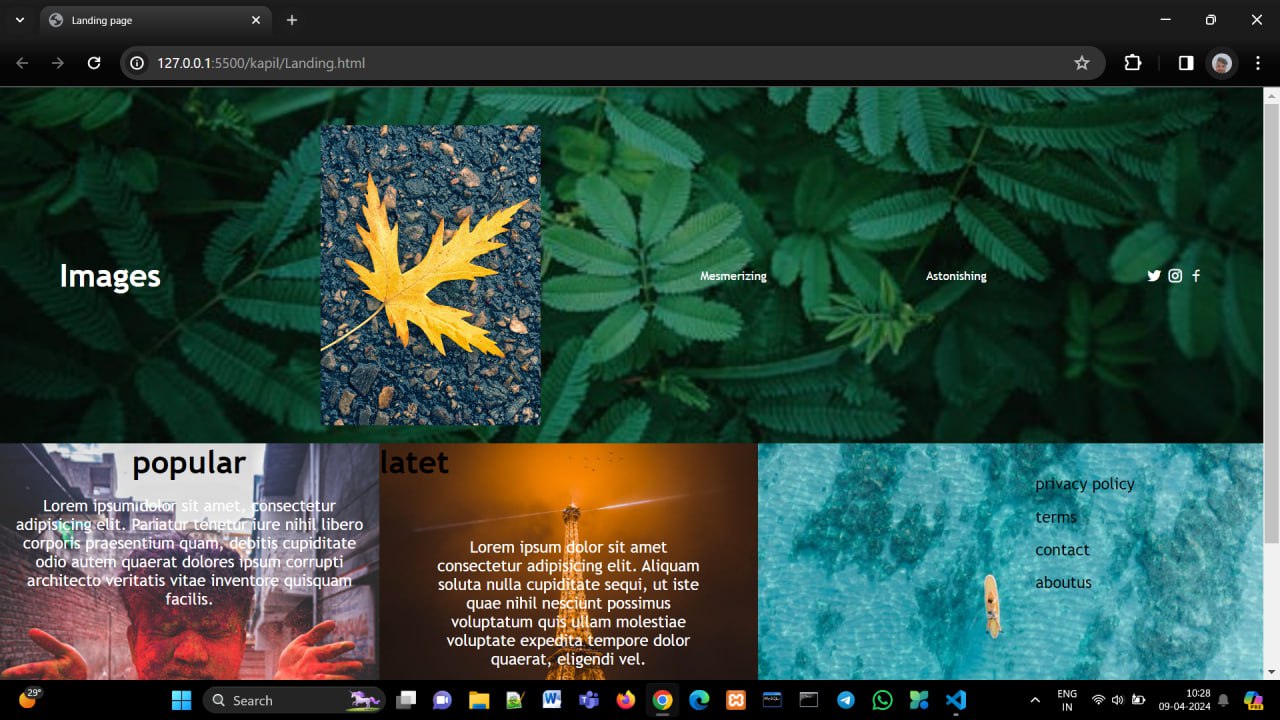 Landing page
127.0.0.1:5500/kapil/Landing.html
Images
Mesmerizing
Astonishing
popular
Lorem ipsum dolor sit amet, consectetur
adipisicing elit. Pariatur tenetur iure nihil libero
corporis praesentium quam, debitis cupiditate
odio autem quaerat dolores ipsum corrupti
architecto veritatis vitae inventore quisquam
facilis.
latet
Lorem ipsum dolor sit amet
consectetur adipisicing elit. Aliquam
soluta nulla cupiditate sequi, ut iste
quae nihil nesciunt possimus
voluptatum quis ullam molestiae
voluptate expedita tempore dolor
quaerat, eligendi vel.
privacy policy
terms
contact
aboutus
29°
Search
ENG
IN
10:28
09-04-2024